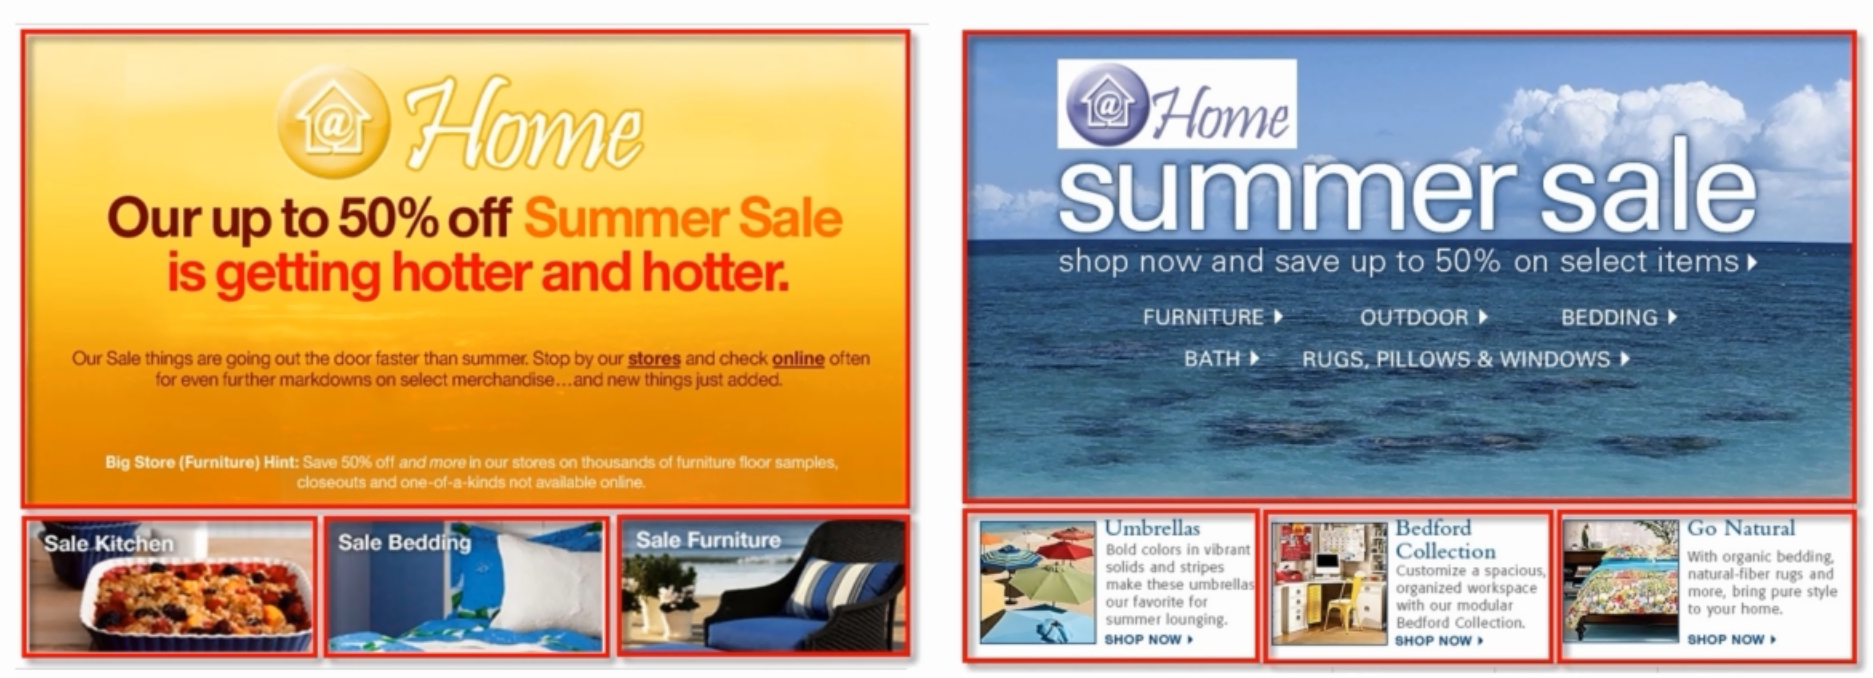 @ Home
Our up to 50% off Summer Sale
is getting hotter and hotter.
Our Sale things are going out the door faster than summer. Stop by our stores and check online often
for even further markdowns on select merchandise...and new things just added.
Big Store (Furniture) Hint: Save 50% off and more in our stores on thousands of furniture floor samples,
closeouts and one-of-a-kinds not available online.
Sale Kitchen
Sale Bedding
Sale Furniture
@ Home
summer sale
shop now and save up to 50% on select items
FURNITURE
OUTDOOR
BEDDING
BATH
RUGS, PILLOWS & WINDOWS
Umbrellas
Bold colors in vibrant
solids and stripes
make these umbrellas
our favorite for
summer lounging.
SHOP NOW
Bedford
Collection
Customize a spacious,
organized workspace
with our modular
Bedford Collection.
SHOP NOW
Go Natural
With organic bedding,
natural-fiber rugs and
more, bring pure style
to your home.
SHOP NOW